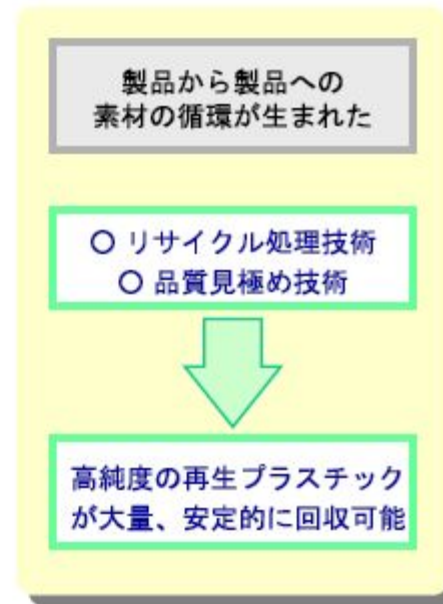 製品から製品への
素材の循環が生まれた
○ リサイクル処理技術
○ 品質見極め技術
高純度の再生プラスチック
が大量、安定的に回収可能